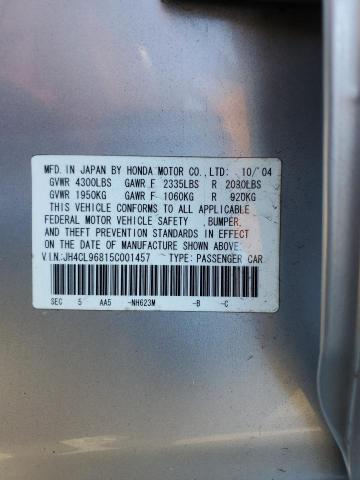 MFD. IN JAPAN BY HONDA MOTOR CO., LTD: 10/'04
GVWR 4300LBS GAWR F 2335LBS R 2030LBS
GVWR 1950KG GAWR F 1060KG R 920KG
THIS VEHICLE CONFORMS TO ALL APPLICABLE
FEDERAL MOTOR VEHICLE SAFETY , BUMPER,
AND THEFT PREVENTION STANDARDS IN EFFECT
ON THE DATE OF MANUFACTURE SHOWN ABOVE.
V.I.N.:JH4CL96815C001457 TYPE: PASSENGER CAR
SEC 5 AA5 -NH623M -B -C